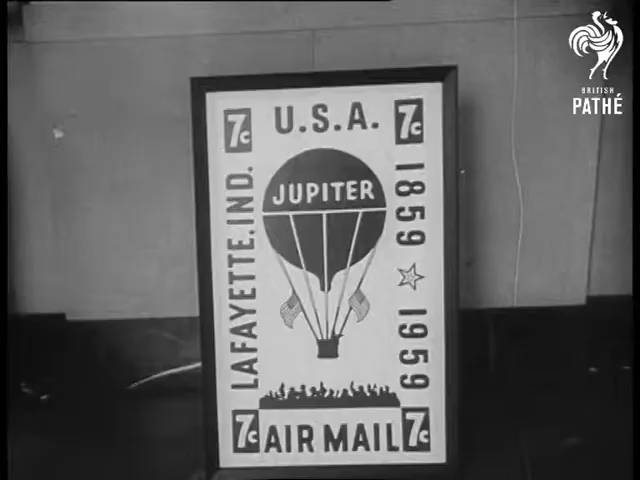 BRITISH
PATHÉ
7c U.S.A. 7c
JUPITER
LAFAYETTE. IND.
1859 ☆ 1959
7c AIR MAIL 7c